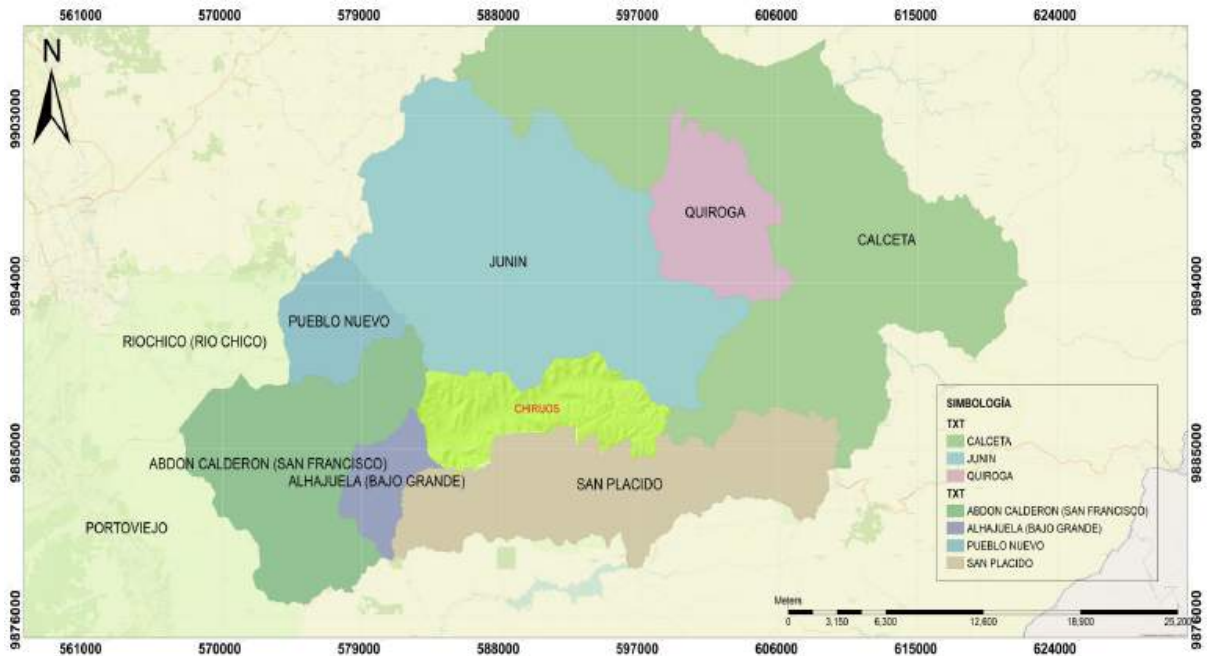 561000 570000 579000 588000 597000 606000 615000 624000
N
9903000 9903000
QUIROGA
CALCETA
JUNIN
9894000 9894000
PUEBLO NUEVO
RIOCHICO (RIO CHICO)
CHIRIJOS
SIMBOLOGÍA
TXT
CALCETA
JUNIN
QUIROGA
TXT
ABDON CALDERON (SAN FRANCISCO)
ALHAJUELA (BAJO GRANDE)
PUEBLO NUEVO
SAN PLACIDO
9885000 9885000
ABDON CALDERON (SAN FRANCISCO)
ALHAJUELA (BAJO GRANDE)
SAN PLACIDO
PORTOVIEJO
Meters
0 3,150 6,300 12,600 18,900 25,200
9876000 9876000
561000 570000 579000 588000 597000 606000 615000 624000